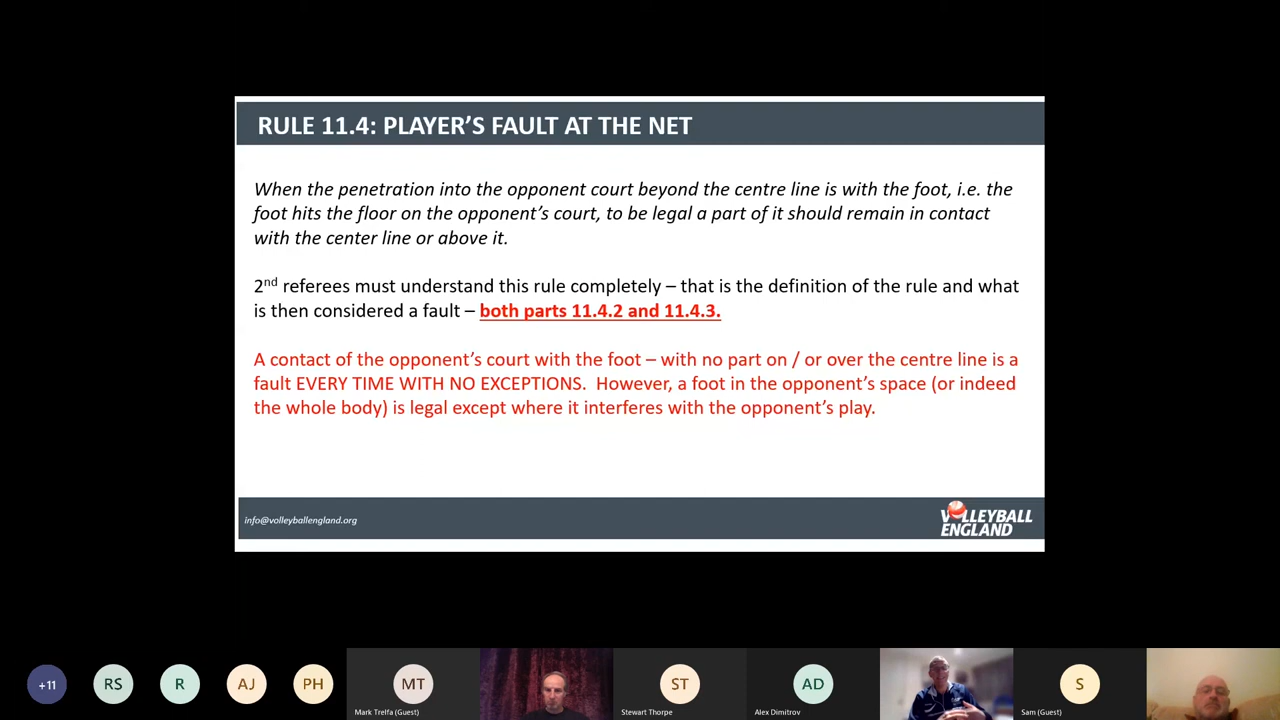 RULE 11.4: PLAYER'S FAULT AT THE NET
When the penetration into the opponent court beyond the centre line is with the foot, i.e. the
foot hits the floor on the opponent's court, to be legal a part of it should remain in contact
with the center line or above it.
2nd referees must understand this rule completely – that is the definition of the rule and what
is then considered a fault – both parts 11.4.2 and 11.4.3.
A contact of the opponent's court with the foot – with no part on / or over the centre line is a
fault EVERY TIME WITH NO EXCEPTIONS.  However, a foot in the opponent's space (or indeed
the whole body) is legal except where it interferes with the opponent's play.
info@volleyballengland.org
VOLLEYBALL
ENGLAND
+11
RS
R
AJ
PH
MT
ST
AD
S
Mark Trelfa (Guest)
Stewart Thorpe
Alex Dimitrov
Sam (Guest)